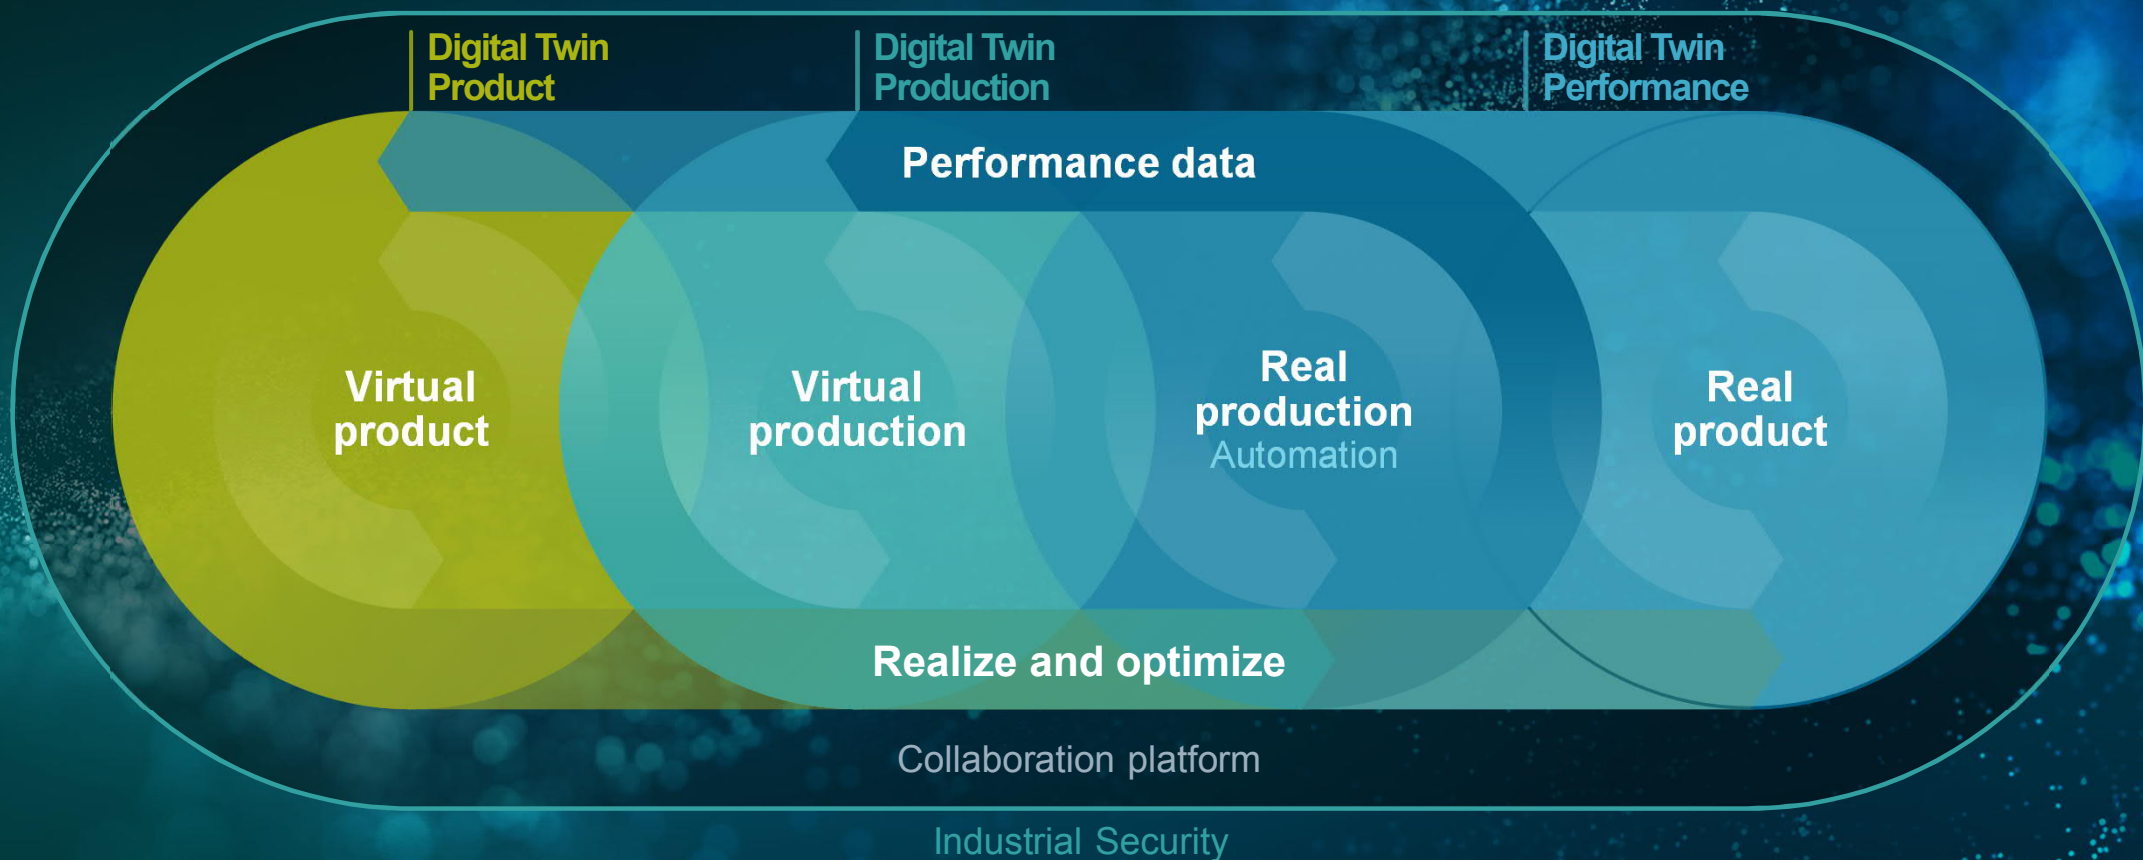 Digital Twin
Product
Digital Twin
Production
Digital Twin
Performance
Performance data
Virtual
product
Virtual
production
Real
production
Automation
Real
product
Realize and optimize
Collaboration platform
Industrial Security